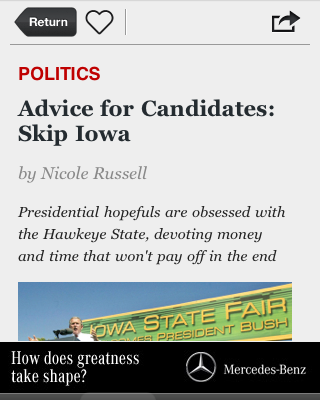 Return
POLITICS
Advice for Candidates:
Skip Iowa
by Nicole Russell
Presidential hopefuls are obsessed with
the Hawkeye State, devoting money
and time that won't pay off in the end
IOWA STATE FAIR
WELCOMES PRESIDENT BUSH
How does greatness
take shape?
Mercedes-Benz